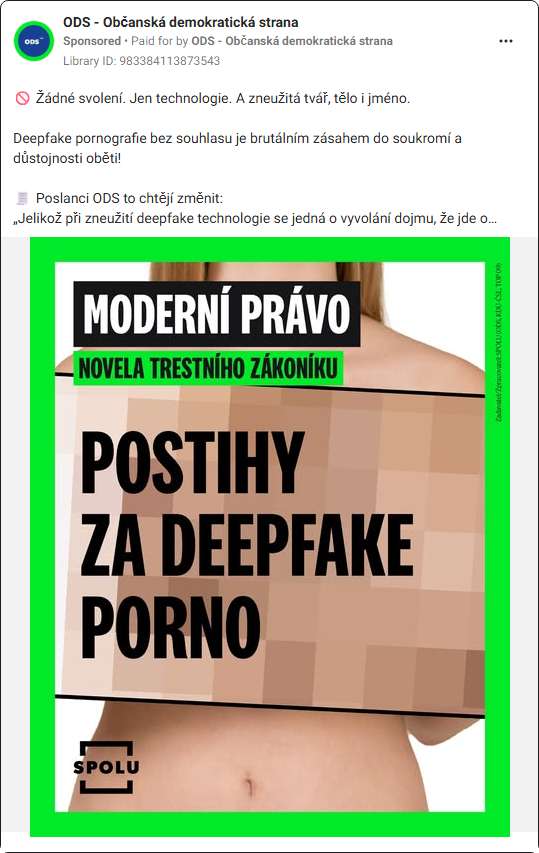 ODS - Občanská demokratická strana
ODS
Sponsored • Paid for by ODS - Občanská demokratická strana
Library ID: 983384113873543
🚫 Žádné svolení. Jen technologie. A zneužitá tvář, tělo i jméno.
Deepfake pornografie bez souhlasu je brutálním zásahem do soukromí a
důstojnosti oběti!
📃 Poslanci ODS to chtějí změnit:
„Jelikož při zneužití deepfake technologie se jedná o vyvolání dojmu, že jde o...
MODERNÍ PRÁVO
NOVELA TRESTNÍHO ZÁKONÍKU
POSTIHY
ZA DEEPFAKE
PORNO
SPOLU
Zadavatel/Zpracovatel: SPOLU (ODS, KDU-ČSL, TOP 09)